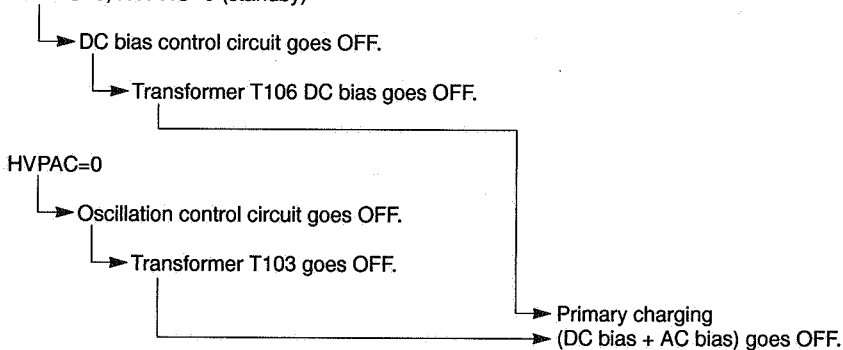 (standby)
DC bias control circuit goes OFF.
Transformer T106 DC bias goes OFF.
HVPAC=0
Oscillation control circuit goes OFF.
Transformer T103 goes OFF.
Primary charging
(DC bias + AC bias) goes OFF.